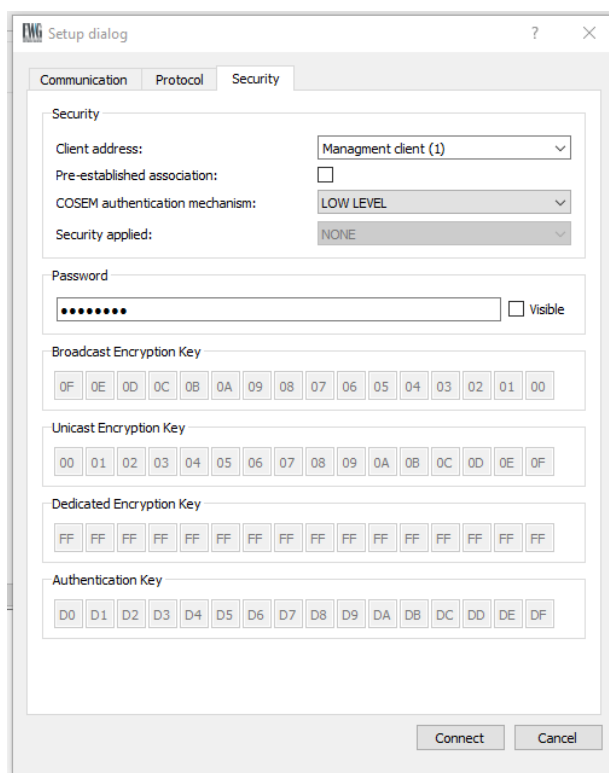 EWG Setup dialog ?
Communication Protocol Security
Security
Client address: Managment client (1)
Pre-established association:
COSEM authentication mechanism: LOW LEVEL
Security applied: NONE
Password
●●●●●●●● Visible
Broadcast Encryption Key
0F 0E 0D 0C 0B 0A 09 08 07 06 05 04 03 02 01 00
Unicast Encryption Key
00 01 02 03 04 05 06 07 08 09 0A 0B 0C 0D 0E 0F
Dedicated Encryption Key
FF FF FF FF FF FF FF FF FF FF FF FF FF FF FF FF
Authentication Key
D0 D1 D2 D3 D4 D5 D6 D7 D8 D9 DA DB DC DD DE DF
Connect Cancel